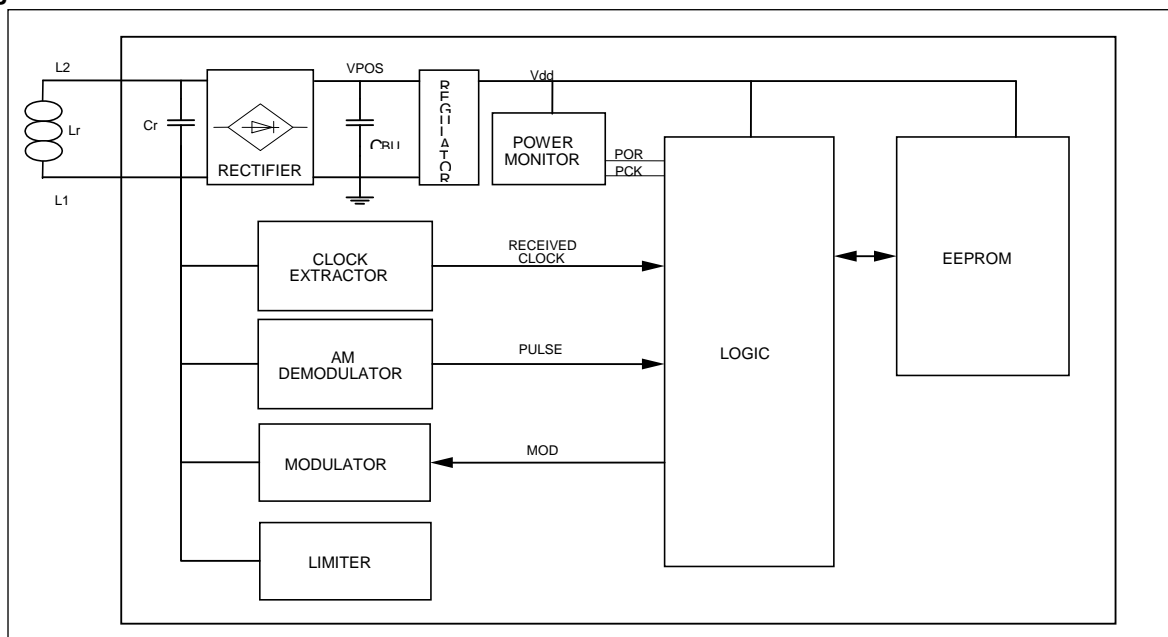 L2
VPOS
Vdd
REGULATOR
Lr
Cr
CBU
POWER
MONITOR
POR
PCK
RECTIFIER
L1
RECEIVED
CLOCK
CLOCK
EXTRACTOR
EEPROM
PULSE
LOGIC
AM
DEMODULATOR
MOD
MODULATOR
LIMITER